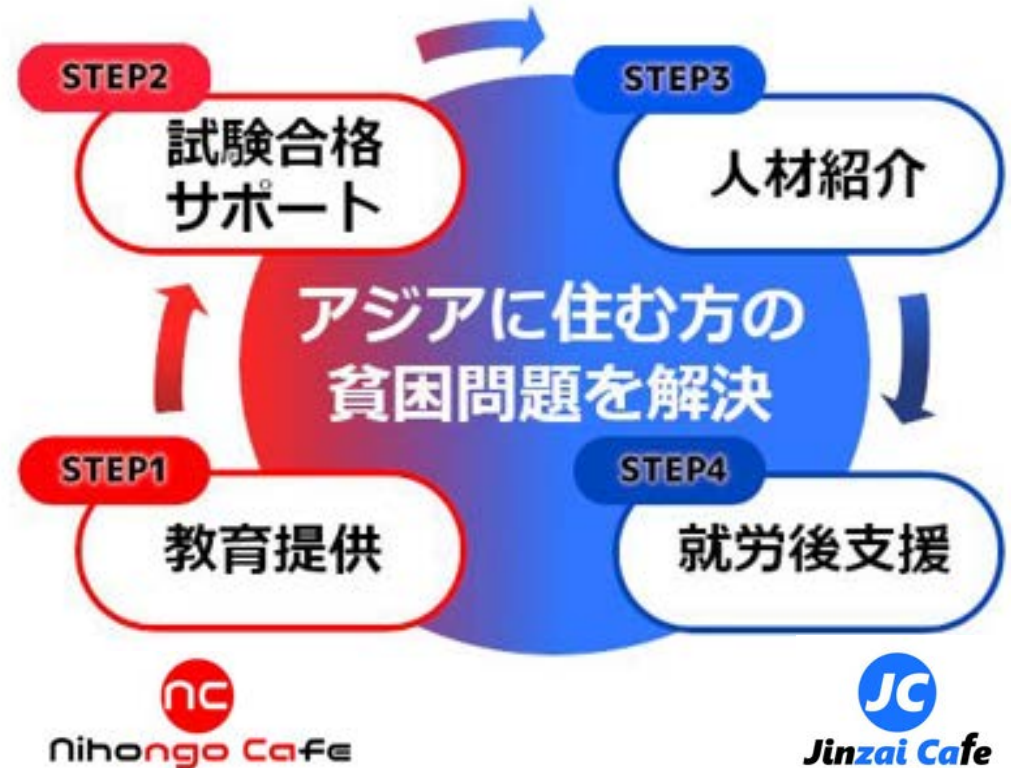 STEP2
試験合格
サポート
STEP3
人材紹介
アジアに住む方の
貧困問題を解決
STEP1
教育提供
STEP4
就労後支援
nc
Nihongo Cafe
JC
Jinzai Cafe